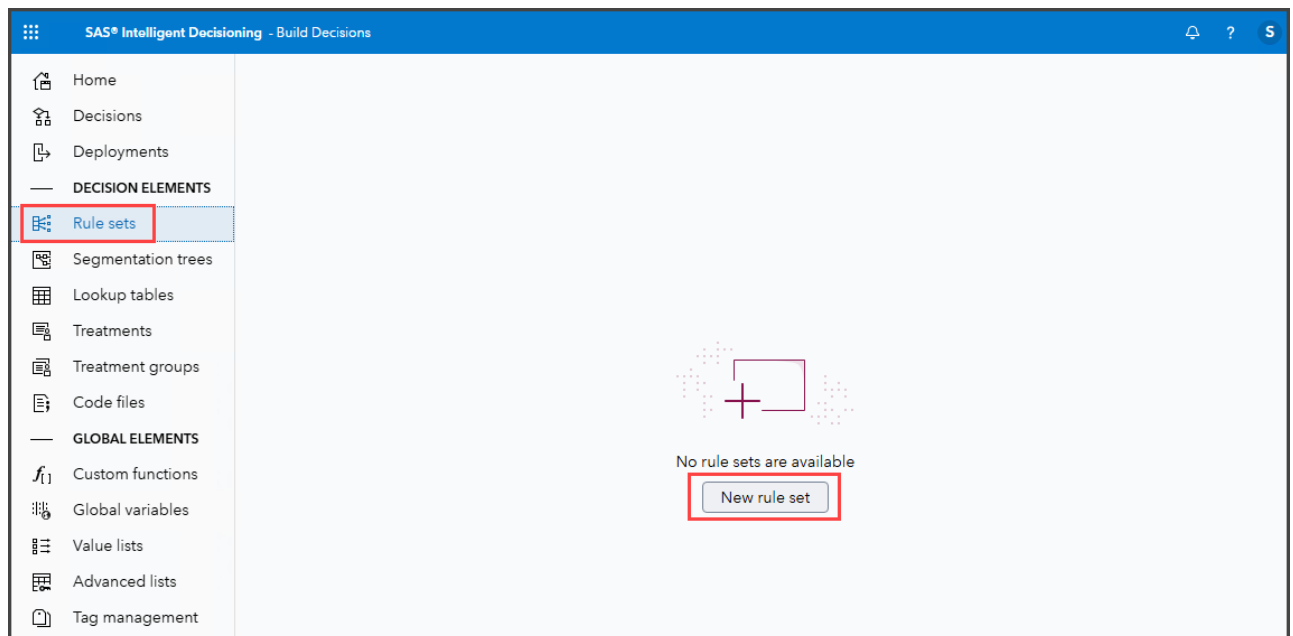 SAS® Intelligent Decisioning - Build Decisions ? S
Home
Decisions
Deployments
DECISION ELEMENTS
Rule sets
Segmentation trees
Lookup tables
Treatments
Treatment groups
Code files
GLOBAL ELEMENTS
Custom functions
Global variables
Value lists
Advanced lists
Tag management
No rule sets are available
New rule set